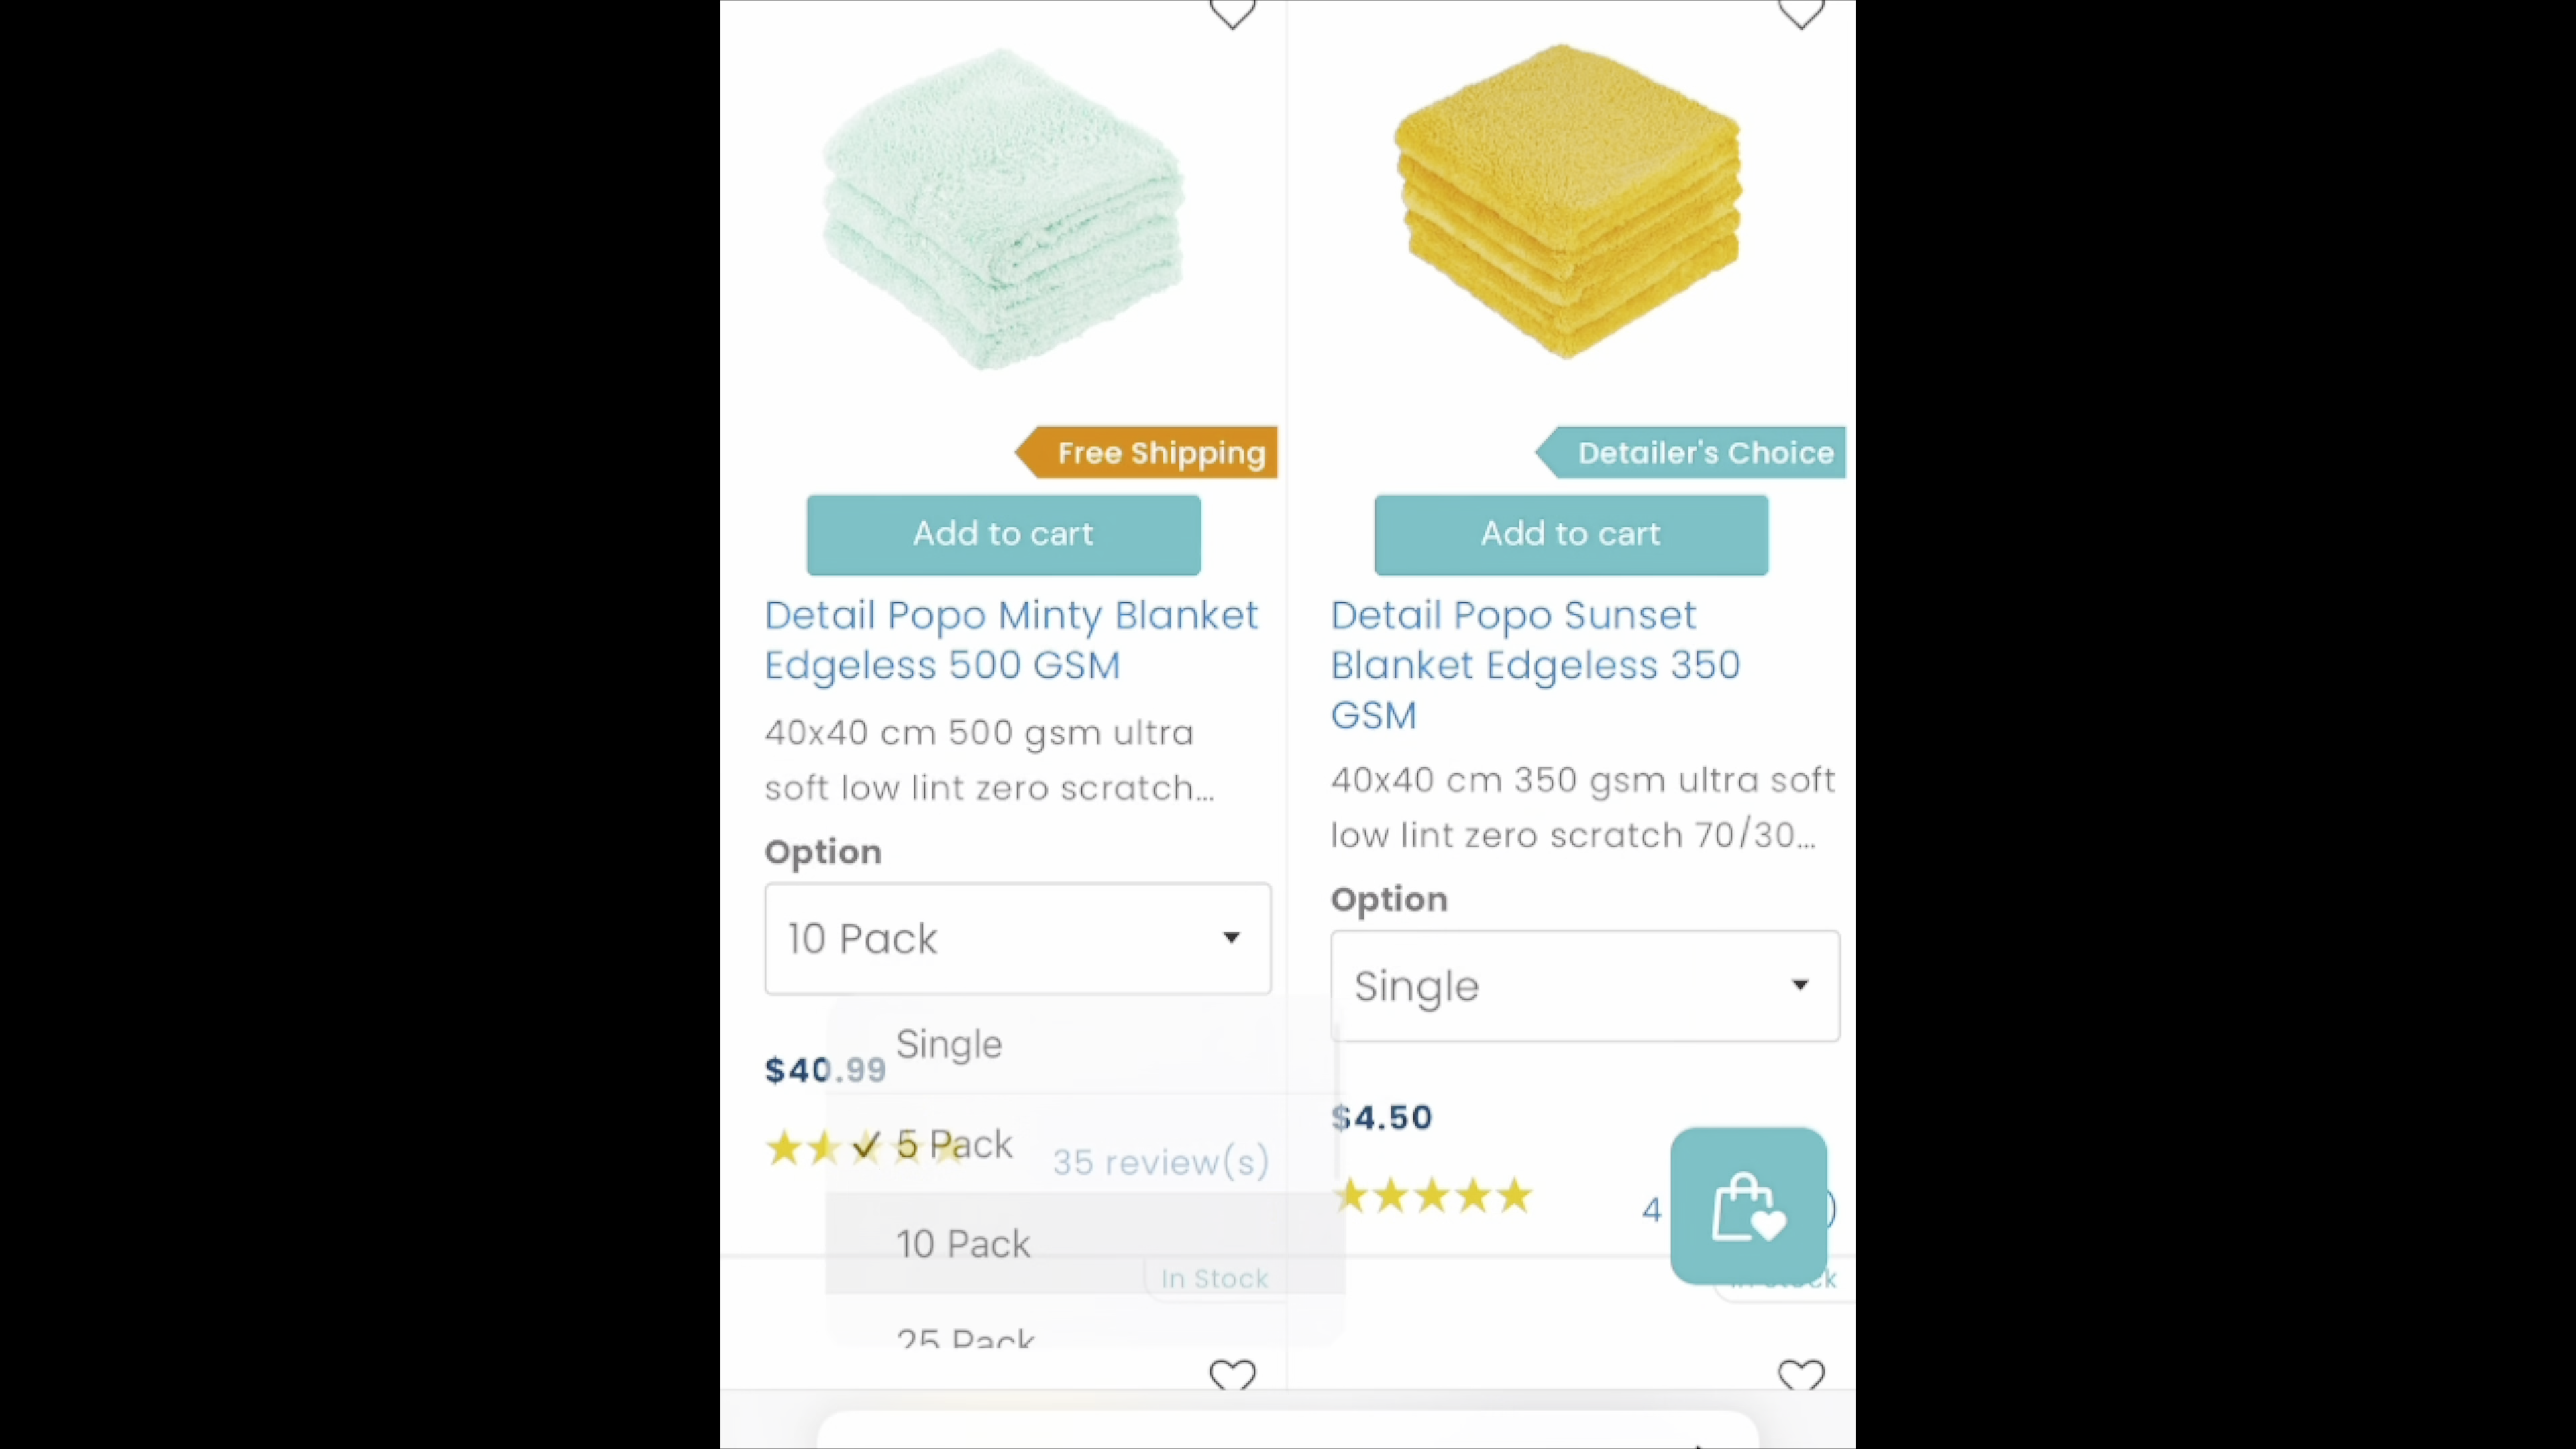 Free Shipping
Add to cart
Detail Popo Minty Blanket
Edgeless 500 GSM
40x40 cm 500 gsm ultra
soft low lint zero scratch...
Option
10 Pack
Single
$40.99
5 Pack
35 review(s)
10 Pack
In Stock
25 Pack
Detailer's Choice
Add to cart
Detail Popo Sunset
Blanket Edgeless 350
GSM
40x40 cm 350 gsm ultra soft
low lint zero scratch 70/30...
Option
Single
$4.50
4